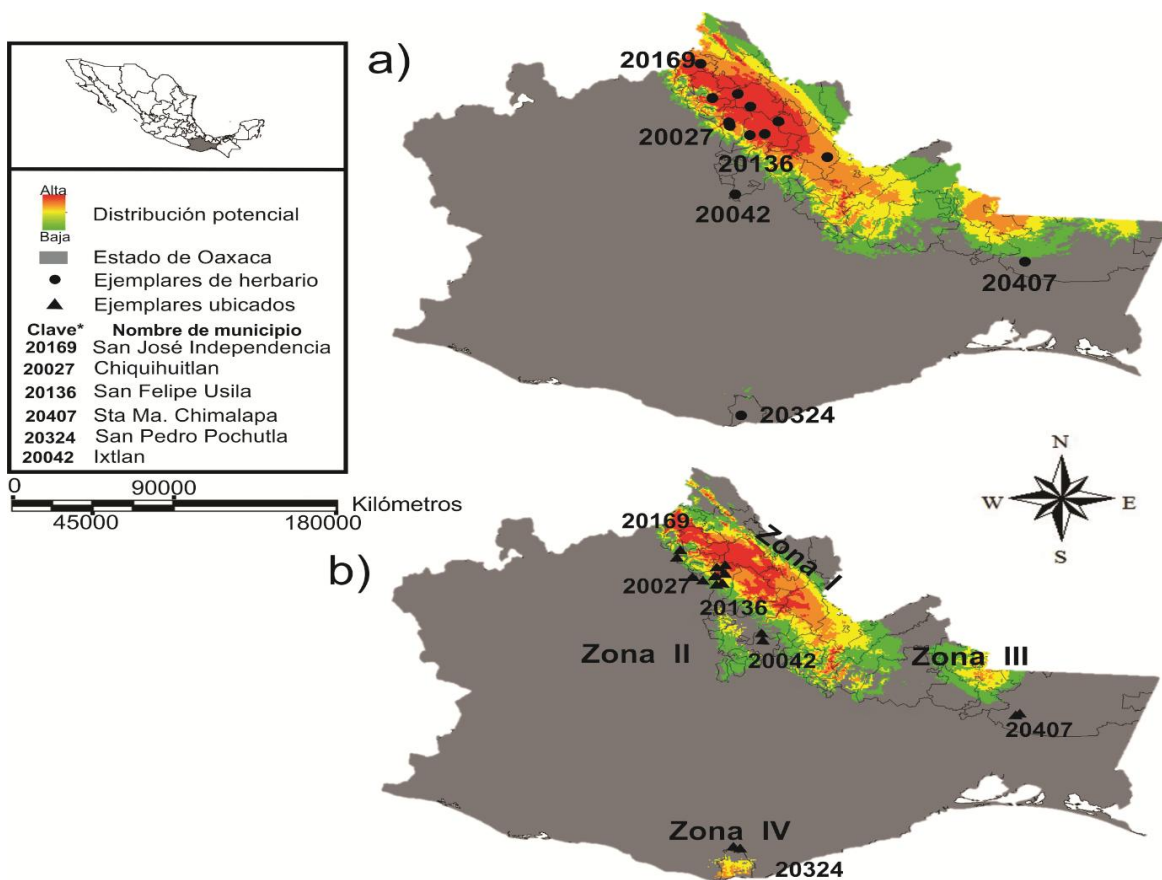 Alta
Distribución potencial
Baja
Estado de Oaxaca
Ejemplares de herbario
Ejemplares ubicados
Clave* Nombre de municipio
20169 San José Independencia
20027 Chiquihuitlan
20136 San Felipe Usila
20407 Sta Ma. Chimalapa
20324 San Pedro Pochutla
20042 Ixtlan
0 90000 Kilómetros
45000 180000
a)
20169
20027
20136
20042
20407
20324
N
W E
S
b)
20169
Zona I
20027
20136
Zona II
20042
Zona III
20407
Zona IV
20324